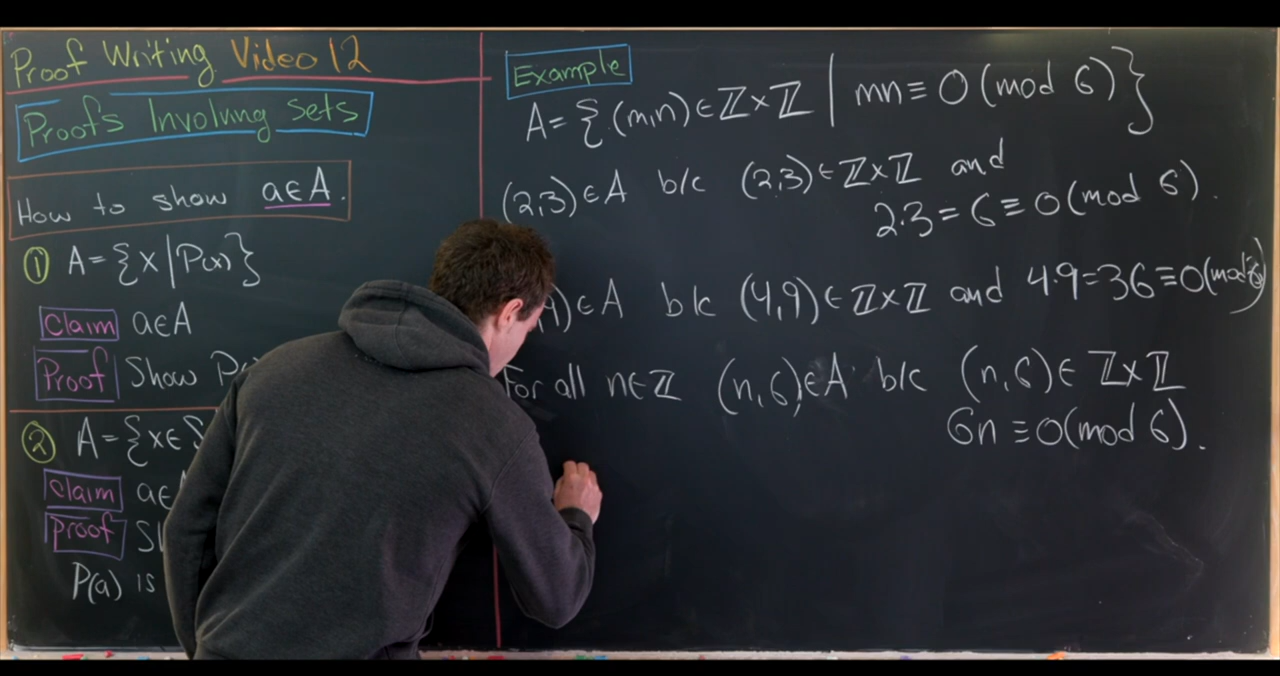 Proof Writing Video 12
Proofs Involving Sets
How to show a∈A.
① A={x|P(x)}
Claim a∈A
Proof Show
② A={x∈
Claim
Proof
P(a) is
Example
A={(m,n)∈ℤ×ℤ | mn≡0(mod 6)}
(2,3)∈A b/c (2,3)∈ℤ×ℤ and
2·3=6≡0(mod 6).
9)∈A b/c (4,9)∈ℤ×ℤ and 4·9=36≡0(mod 6)
For all n∈ℤ (n,6)∈A b/c (n,6)∈ℤ×ℤ
6n≡0(mod 6).